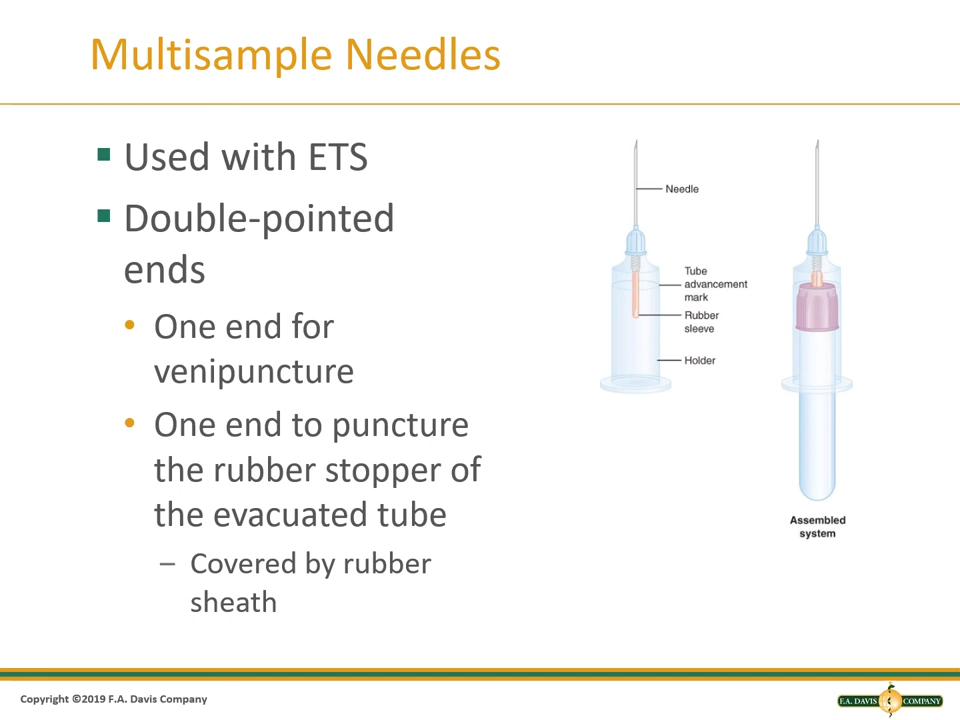 Multisample Needles
▪ Used with ETS
▪ Double-pointed
ends
• One end for
venipuncture
• One end to puncture
the rubber stopper of
the evacuated tube
– Covered by rubber
sheath
Needle
Tube
advancement
mark
Rubber
sleeve
Holder
Assembled
system
Copyright ©2019 F.A. Davis Company
F.A. DAVIS COMPANY